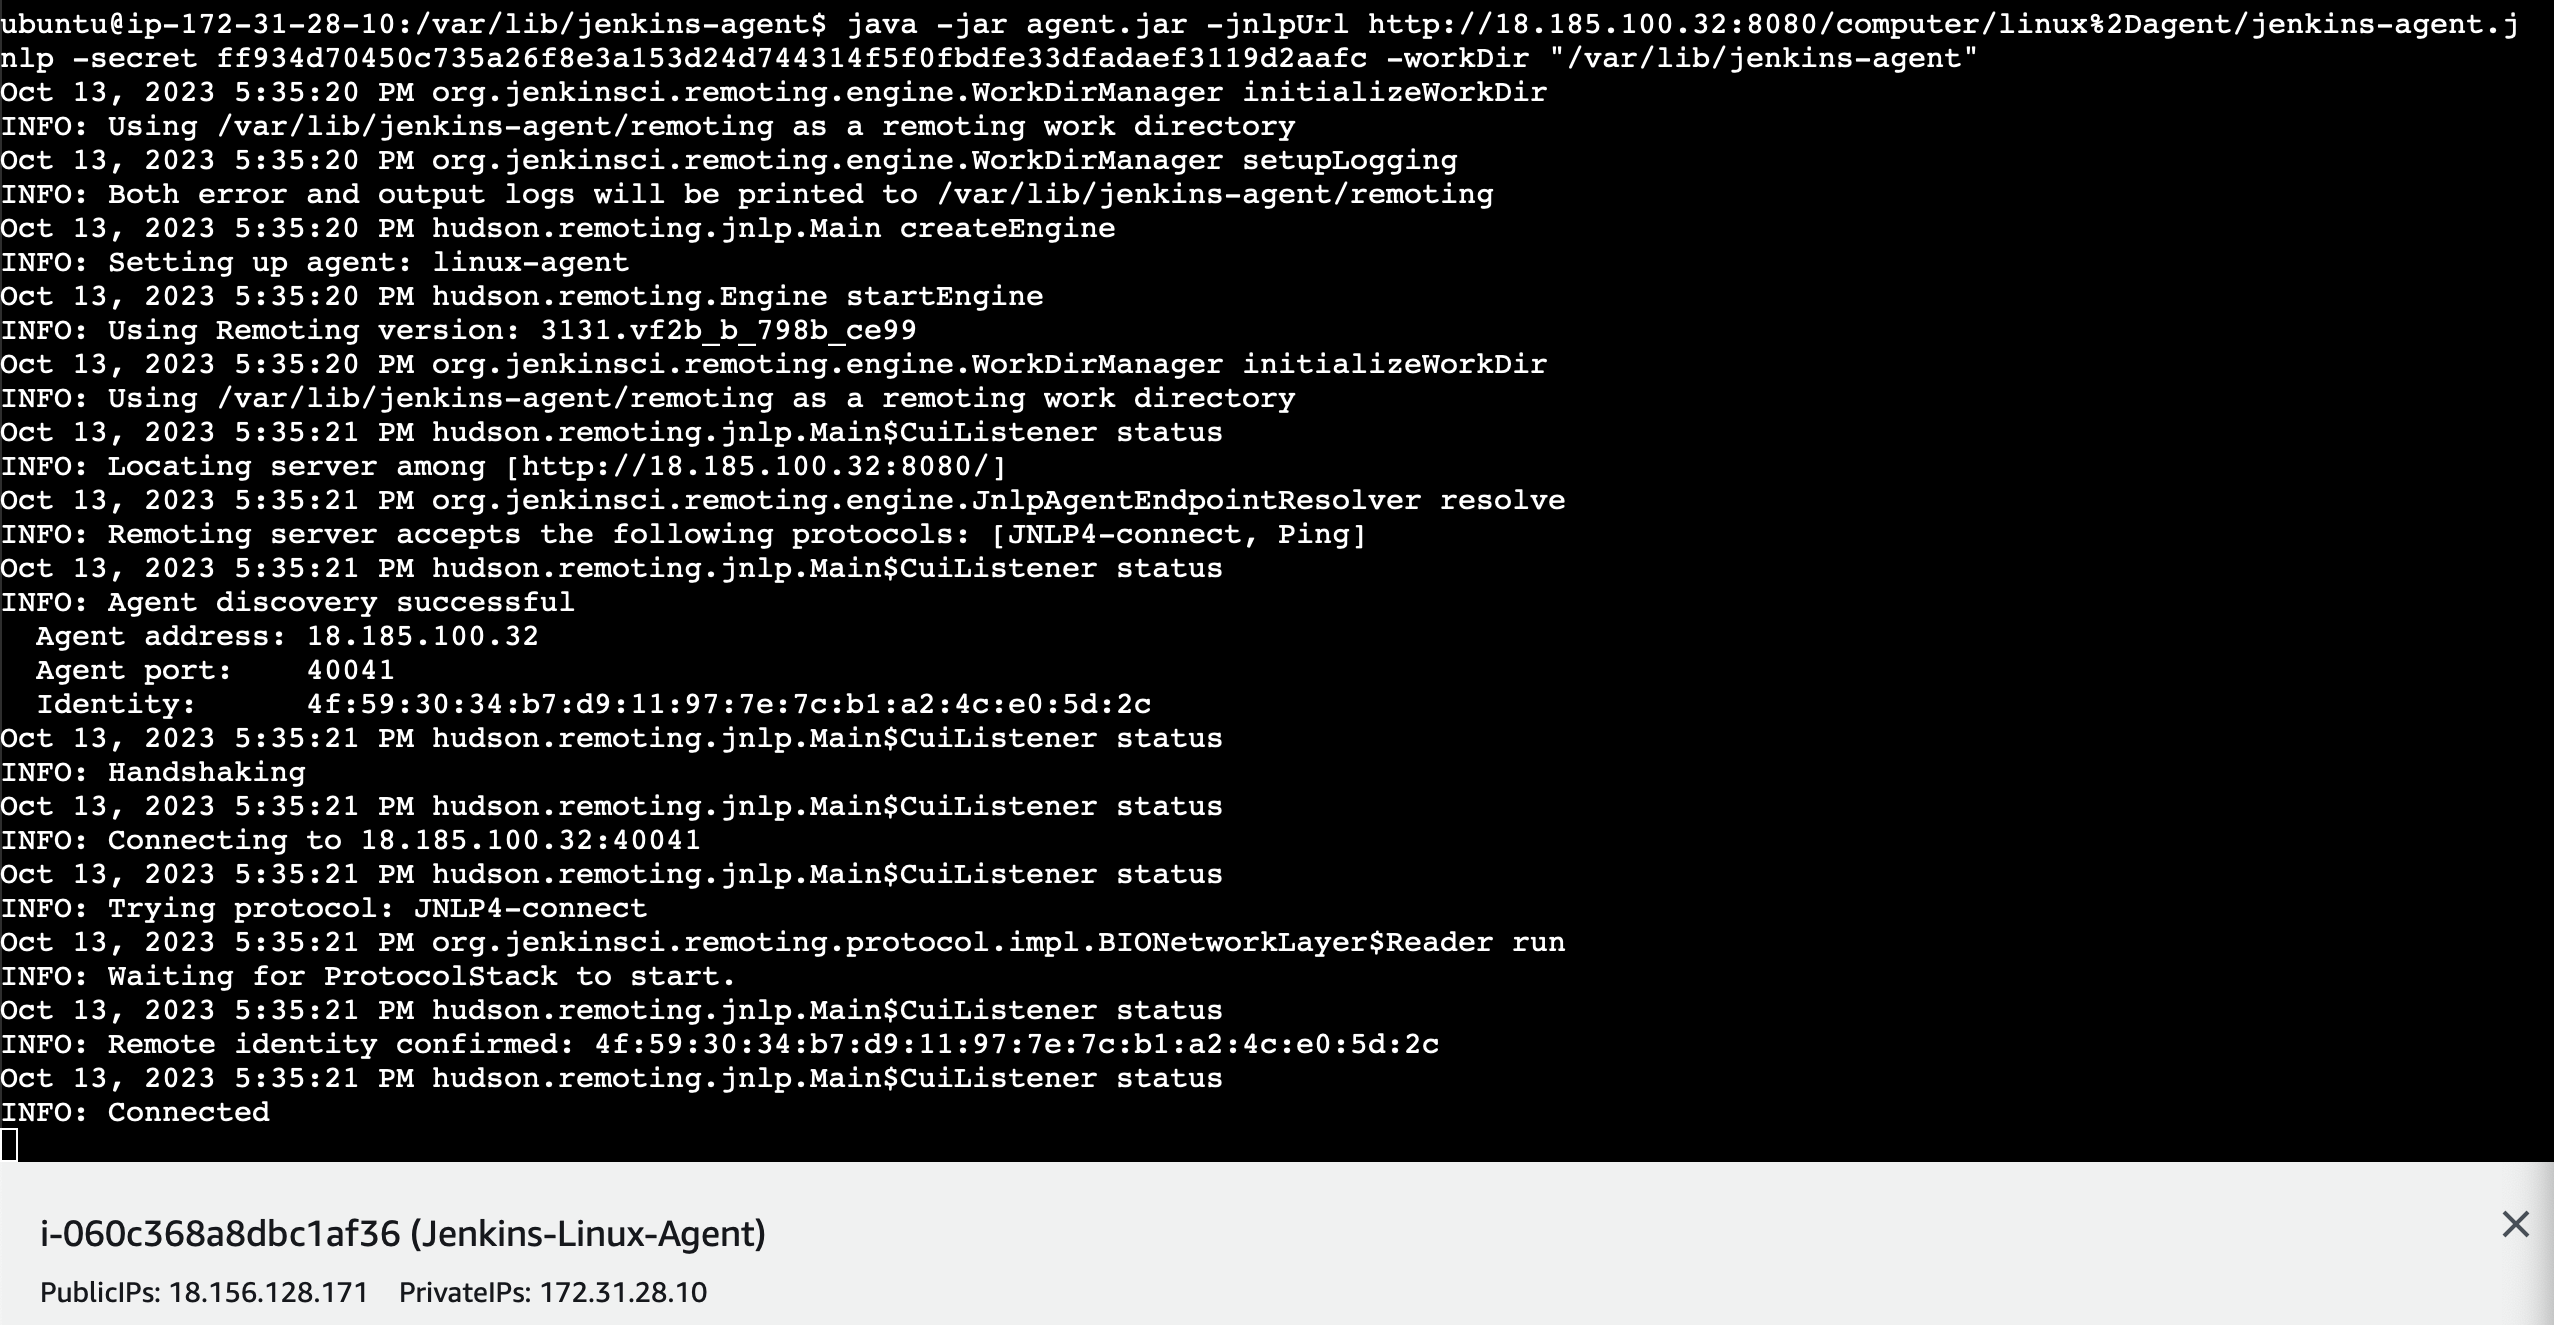 ubuntu@ip-172-31-28-10:/var/lib/jenkins-agent$ java -jar agent.jar -jnlpUrl http://18.185.100.32:8080/computer/linux%2Dagent/jenkins-agent.j
nlp -secret ff934d70450c735a26f8e3a153d24d744314f5f0fbdfe33dfadaef3119d2aafc -workDir "/var/lib/jenkins-agent"
Oct 13, 2023 5:35:20 PM org.jenkinsci.remoting.engine.WorkDirManager initializeWorkDir
INFO: Using /var/lib/jenkins-agent/remoting as a remoting work directory
Oct 13, 2023 5:35:20 PM org.jenkinsci.remoting.engine.WorkDirManager setupLogging
INFO: Both error and output logs will be printed to /var/lib/jenkins-agent/remoting
Oct 13, 2023 5:35:20 PM hudson.remoting.jnlp.Main createEngine
INFO: Setting up agent: linux-agent
Oct 13, 2023 5:35:20 PM hudson.remoting.Engine startEngine
INFO: Using Remoting version: 3131.vf2b_b_798b_ce99
Oct 13, 2023 5:35:20 PM org.jenkinsci.remoting.engine.WorkDirManager initializeWorkDir
INFO: Using /var/lib/jenkins-agent/remoting as a remoting work directory
Oct 13, 2023 5:35:21 PM hudson.remoting.jnlp.Main$CuiListener status
INFO: Locating server among [http://18.185.100.32:8080/]
Oct 13, 2023 5:35:21 PM org.jenkinsci.remoting.engine.JnlpAgentEndpointResolver resolve
INFO: Remoting server accepts the following protocols: [JNLP4-connect, Ping]
Oct 13, 2023 5:35:21 PM hudson.remoting.jnlp.Main$CuiListener status
INFO: Agent discovery successful
  Agent address: 18.185.100.32
  Agent port:    40041
  Identity:      4f:59:30:34:b7:d9:11:97:7e:7c:b1:a2:4c:e0:5d:2c
Oct 13, 2023 5:35:21 PM hudson.remoting.jnlp.Main$CuiListener status
INFO: Handshaking
Oct 13, 2023 5:35:21 PM hudson.remoting.jnlp.Main$CuiListener status
INFO: Connecting to 18.185.100.32:40041
Oct 13, 2023 5:35:21 PM hudson.remoting.jnlp.Main$CuiListener status
INFO: Trying protocol: JNLP4-connect
Oct 13, 2023 5:35:21 PM org.jenkinsci.remoting.protocol.impl.BIONetworkLayer$Reader run
INFO: Waiting for ProtocolStack to start.
Oct 13, 2023 5:35:21 PM hudson.remoting.jnlp.Main$CuiListener status
INFO: Remote identity confirmed: 4f:59:30:34:b7:d9:11:97:7e:7c:b1:a2:4c:e0:5d:2c
Oct 13, 2023 5:35:21 PM hudson.remoting.jnlp.Main$CuiListener status
INFO: Connected
i-060c368a8dbc1af36 (Jenkins-Linux-Agent)
PublicIPs: 18.156.128.171 PrivateIPs: 172.31.28.10